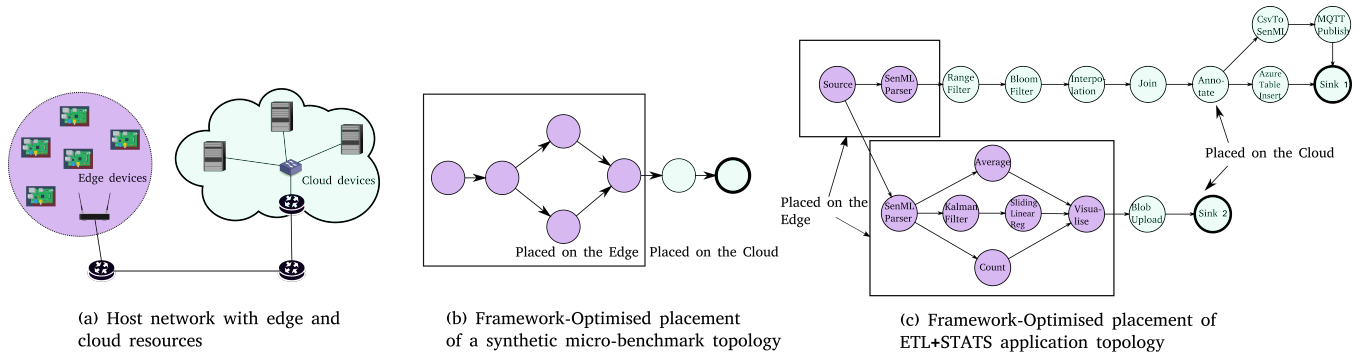 Edge devices
Cloud devices
(a) Host network with edge and
cloud resources
Placed on the Edge
Placed on the Cloud
(b) Framework-Optimised placement
of a synthetic micro-benchmark topology
Source
SenML
Parser
Range
Filter
Bloom
Filter
Interpo-
lation
Join
Anno-
tate
CsvTo
SenML
MQTT
Publish
Azure
Table
Insert
Sink 1
Placed on the Cloud
Placed on the
Edge
SenML
Parser
Average
Kalman
Filter
Sliding
Linear
Reg
Count
Visua-
lise
Blob
Upload
Sink 2
(c) Framework-Optimised placement of
ETL+STATS application topology